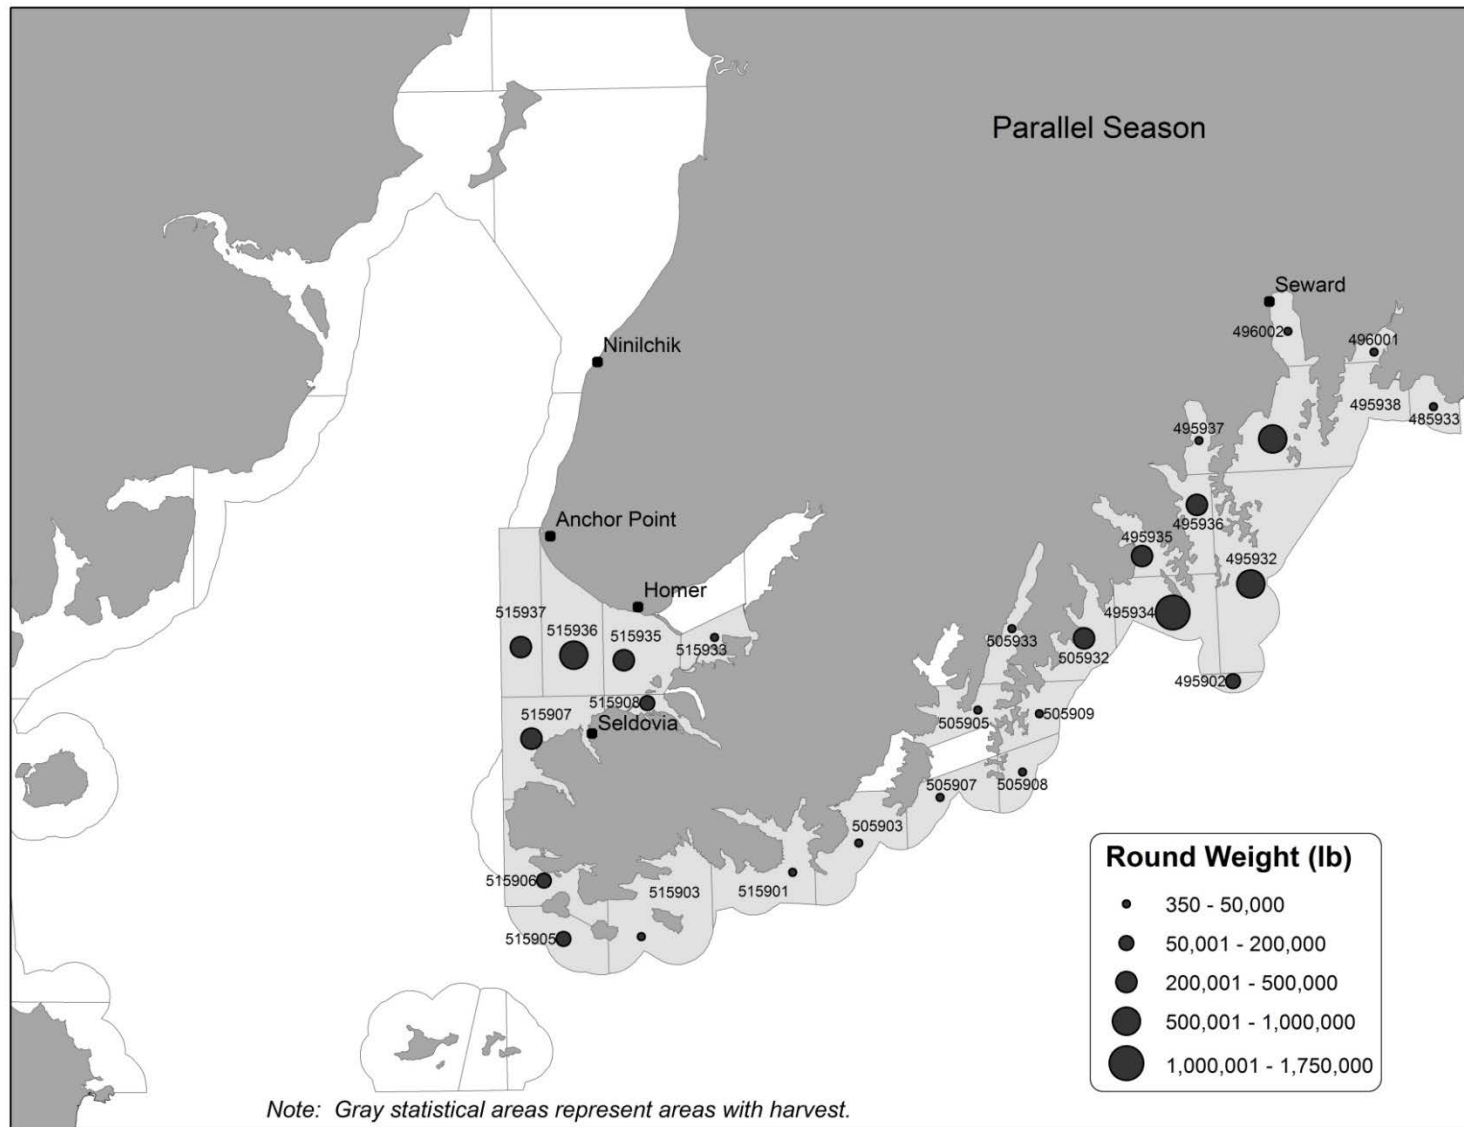 Parallel Season
Seward
496002
496001
Ninilchik
495938
485933
495937
Anchor Point
495936
495935
495932
Homer
515937
515936
515935
495934
515933
505933
505932
495902
515908
505905
505909
Seldovia
515907
505908
505907
505903
515906
515903
515901
515905
Round Weight (lb)
350 - 50,000
50,001 - 200,000
200,001 - 500,000
500,001 - 1,000,000
1,000,001 - 1,750,000
Note: Gray statistical areas represent areas with harvest.